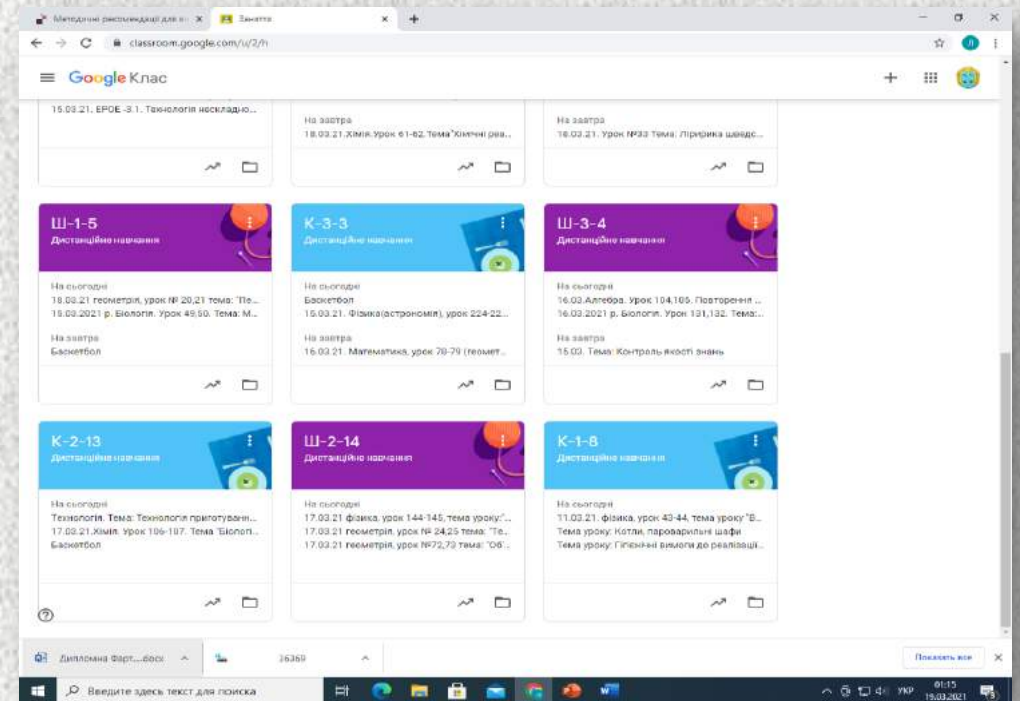 Методичні рекомендації для в
Заняття
classroom.google.com/u/2/h
Л
Google Клас
15.03.21. ЕРОЕ -3.1. Технологія нескладно...
На завтра
18.03.21.Хімія.Урок 61-62.Тема"Хімічні реа...
На завтра
18.03.21. Урок №33 Тема: Ліририка шведс...
Ш-1-5
Дистанційне навчання
На сьогодні
18.03.21 геометрія, урок № 20,21 тема: "Пе...
15.03.2021 р. Біологія. Урок 49,50. Тема: М...
На завтра
Баскетбол
К-3-3
Дистанційне навчання
На сьогодні
Баскетбол
15.03.21. Фізика(астрономія), урок 224-22...
На завтра
16.03.21. Математика, урок 78-79 (геомет...
Ш-3-4
Дистанційне навчання
На сьогодні
16.03.Алгебра. Урок 104,105. Повторення ...
16.03.2021 р. Біологія. Урок 131,132. Тема:...
На завтра
15.03. Тема: Контроль якості знань
К-2-13
Дистанційне навчання
На сьогодні
Технологія. Тема: Технологія приготуванн...
17.03.21.Хімія. Урок 106-107. Тема "Біологі...
Баскетбол
Ш-2-14
Дистанційне навчання
На сьогодні
17.03.21 фізика, урок 144-145, тема уроку:"...
17.03.21 геометрія, урок № 24,25 тема: "Те...
17.03.21 геометрія, урок №72,73 тема: "Об'...
К-1-8
Дистанційне навчання
На сьогодні
11.03.21. фізика, урок 43-44, тема уроку "В...
Тема уроку: Котли, пароварильні шафи
Тема уроку: Гігієнічні вимоги до реалізації...
Дипломна Фарт....docx
26369
Показать все
Введите здесь текст для поиска
УКР
01:15
19.03.2021